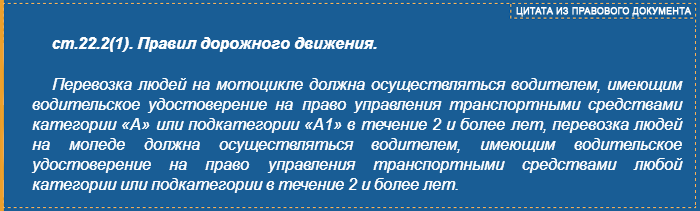 ЦИТАТА ИЗ ПРАВОВОГО ДОКУМЕНТА
ст.22.2(1). Правил дорожного движения.
Перевозка людей на мотоцикле должна осуществляться водителем, имеющим
водительское удостоверение на право управления транспортными средствами
категории «А» или подкатегории «А1» в течение 2 и более лет, перевозка людей
на мопеде должна осуществляться водителем, имеющим водительское
удостоверение на право управления транспортными средствами любой
категории или подкатегории в течение 2 и более лет.